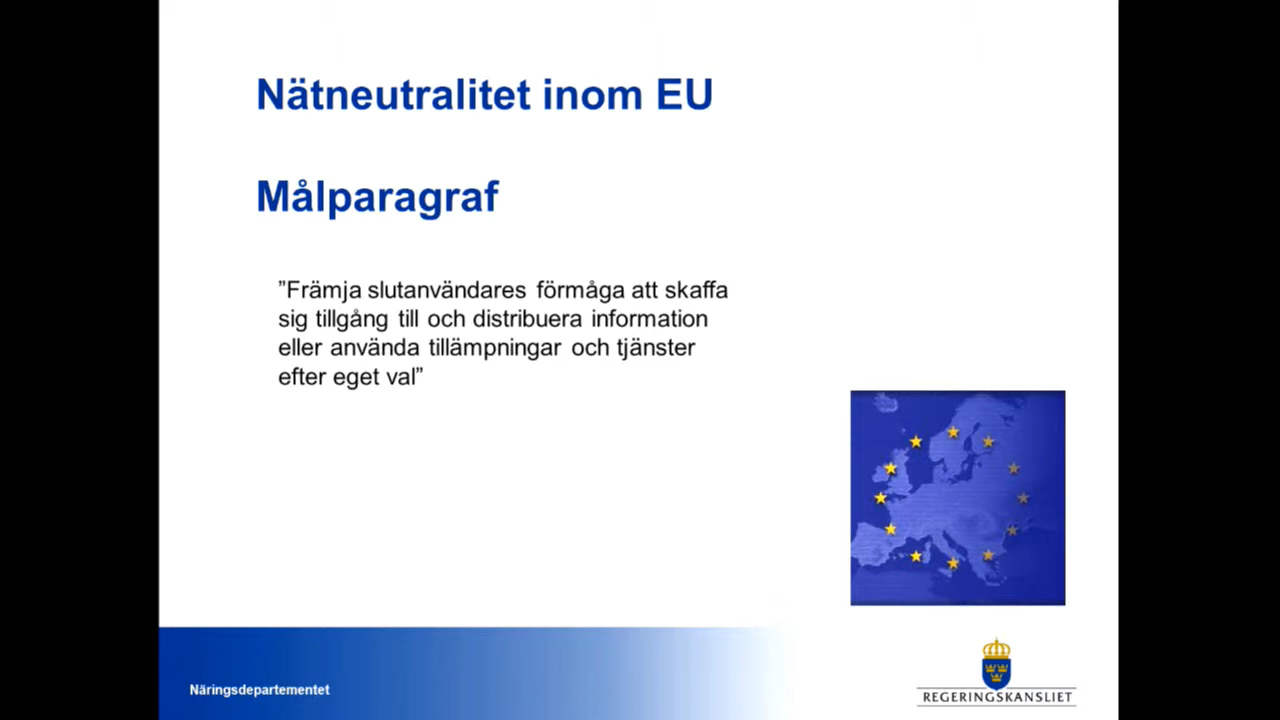 Nätneutralitet inom EU
Målparagraf
”Främja slutanvändares förmåga att skaffa
sig tillgång till och distribuera information
eller använda tillämpningar och tjänster
efter eget val”
Näringsdepartementet
REGERINGSKANSLIET